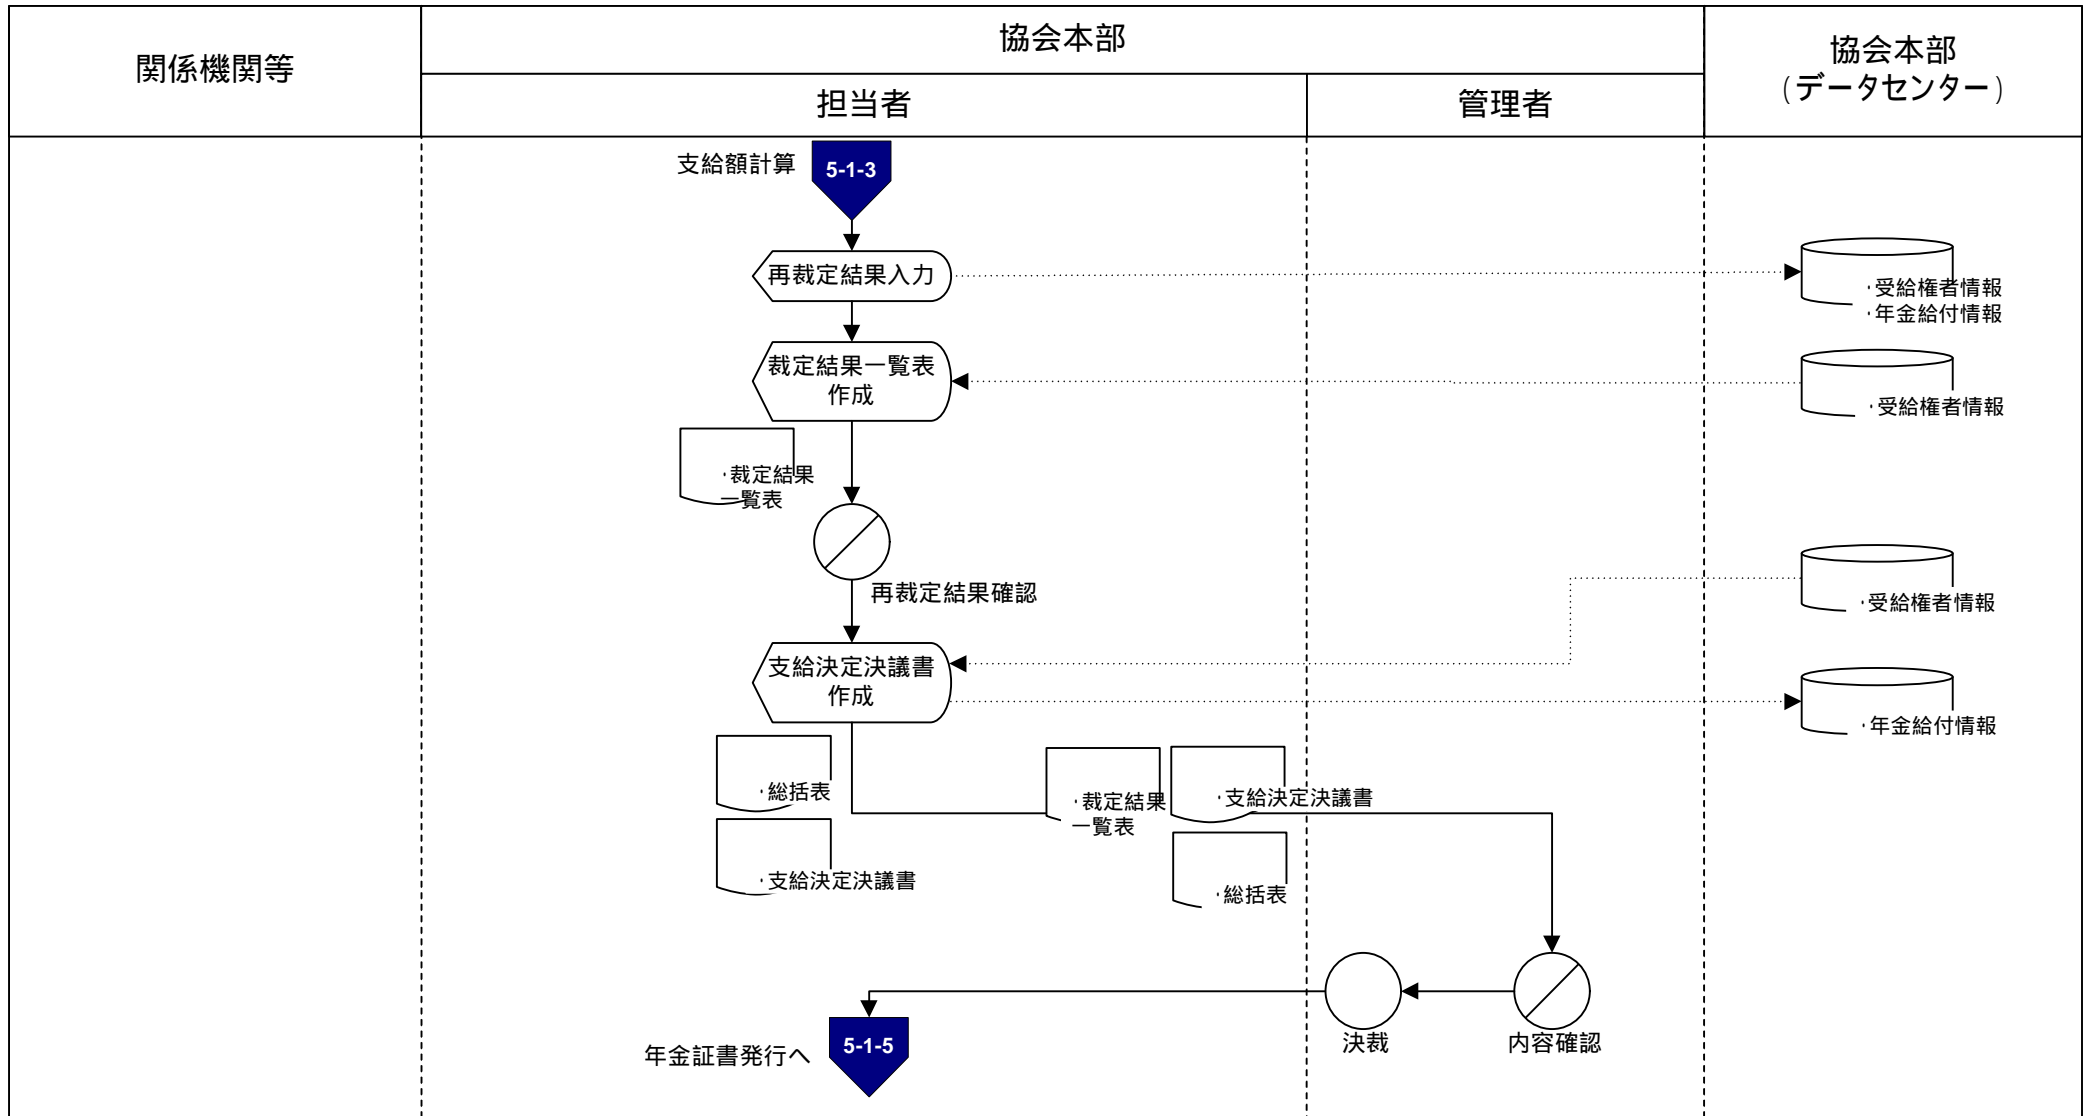 関係機関等
協会本部
担当者
管理者
協会本部
(データセンター)
支給額計算
5-1-3
再裁定結果入力
・受給権者情報
・年金給付情報
裁定結果一覧表
作成
・受給権者情報
・裁定結果
一覧表
再裁定結果確認
・受給権者情報
支給決定決議書
作成
・年金給付情報
・総括表
・裁定結果
一覧表
・支給決定決議書
・支給決定決議書
・総括表
決裁
内容確認
年金証書発行へ
5-1-5